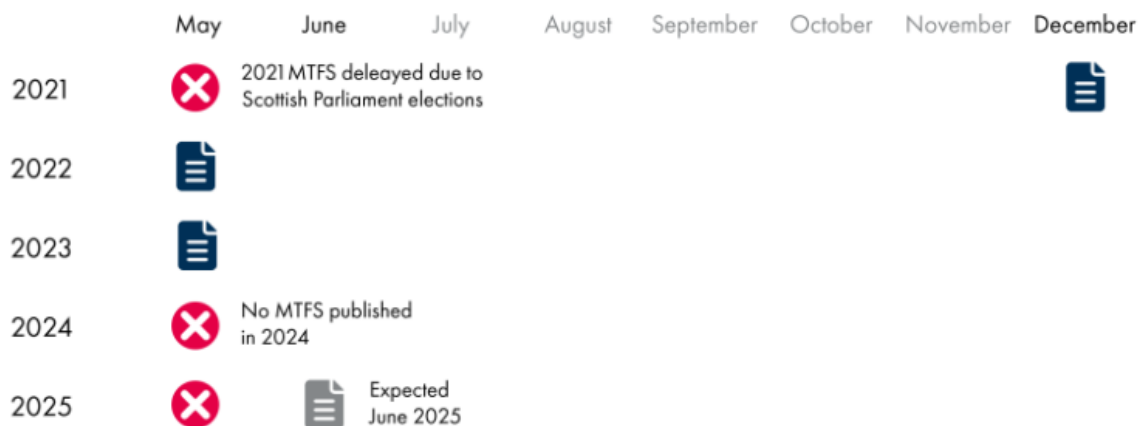 May June July August September October November December
2021 2021 MTFS deleayed due to
Scottish Parliament elections
2022
2023
2024 No MTFS published
in 2024
2025 Expected
June 2025